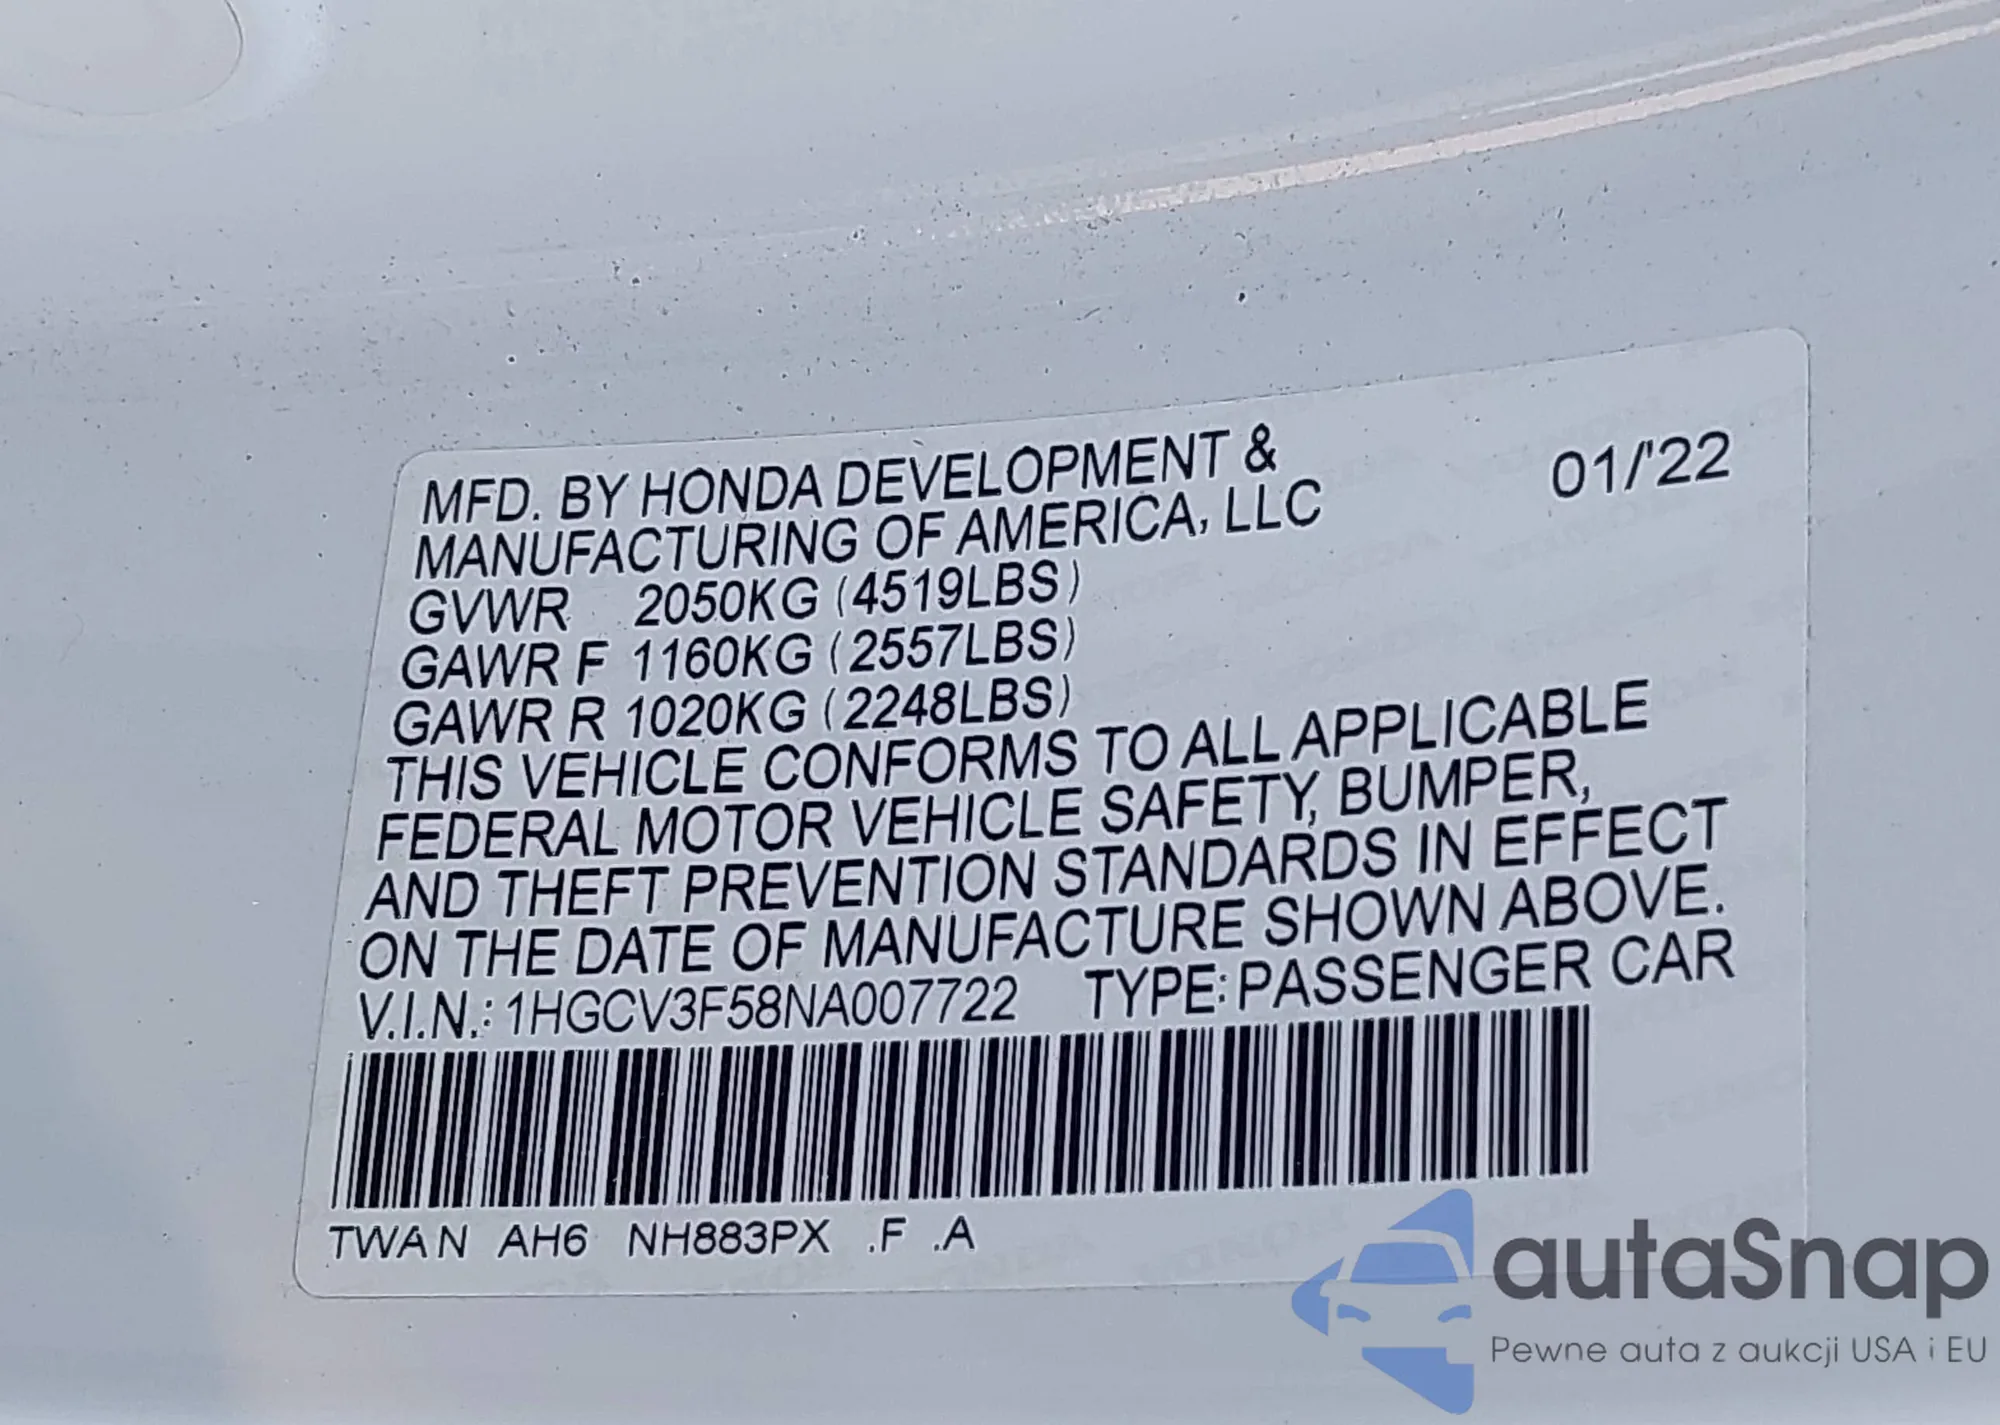 MFD. BY HONDA DEVELOPMENT & 01/'22
MANUFACTURING OF AMERICA, LLC
GVWR 2050KG (4519LBS)
GAWR F 1160KG (2557LBS)
GAWR R 1020KG (2248LBS)
THIS VEHICLE CONFORMS TO ALL APPLICABLE
FEDERAL MOTOR VEHICLE SAFETY, BUMPER,
AND THEFT PREVENTION STANDARDS IN EFFECT
ON THE DATE OF MANUFACTURE SHOWN ABOVE.
V.I.N.: 1HGCV3F58NA007722 TYPE: PASSENGER CAR
TWAN AH6 NH883PX .F .A
autaSnap
Pewne auta z aukcji USA i EU